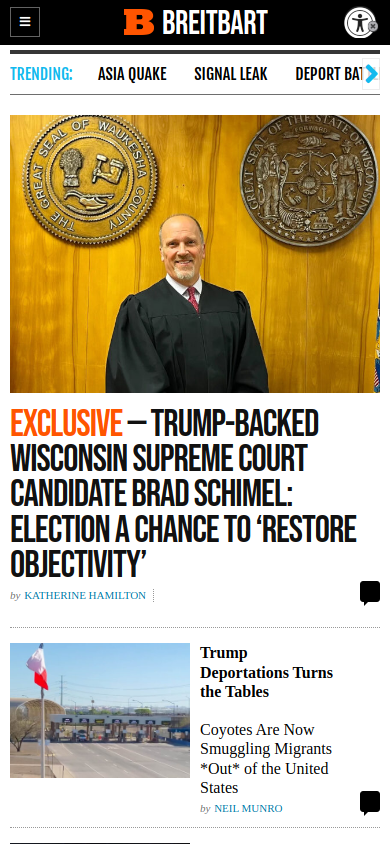 B BREITBART
TRENDING:
ASIA QUAKE
SIGNAL LEAK
DEPORT BAT
THE GREAT SEAL OF WAUKESHA COUNTY
GREAT SEAL OF THE STATE OF WISCONSIN
FORWARD
EXCLUSIVE – TRUMP-BACKED
WISCONSIN SUPREME COURT
CANDIDATE BRAD SCHIMEL:
ELECTION A CHANCE TO ‘RESTORE
OBJECTIVITY’
by KATHERINE HAMILTON
Trump
Deportations Turns
the Tables
Coyotes Are Now
Smuggling Migrants
*Out* of the United
States
by NEIL MUNRO